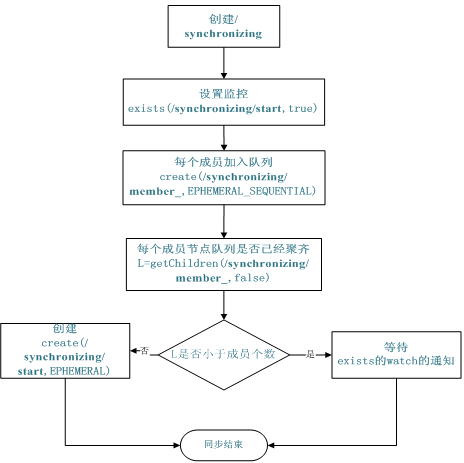 创建/
synchronizing
设置监控
exists(/synchronizing/start,true)
每个成员加入队列
create(/synchronizing/
member_,EPHEMERAL_SEQUENTIAL)
每个成员节点队列是否已经聚齐
L=getChildren(/synchronizing/
member_,false)
L是否小于成员个数
否
是
创建
create(/
synchronizing/
start,EPHEMERAL)
等待
exists的watch的通知
同步结束